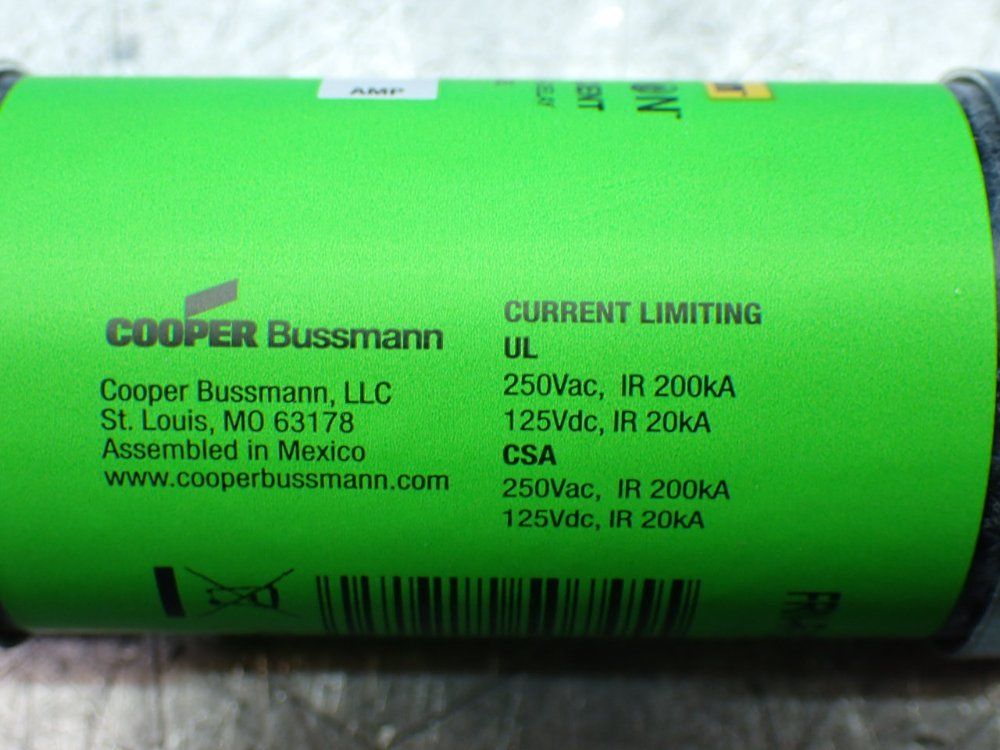 AMP
COOPER Bussmann
Cooper Bussmann, LLC
St. Louis, MO 63178
Assembled in Mexico
www.cooperbussmann.com
CURRENT LIMITING
UL
250Vac, IR 200kA
125Vdc, IR 20kA
CSA
250Vac, IR 200kA
125Vdc, IR 20kA